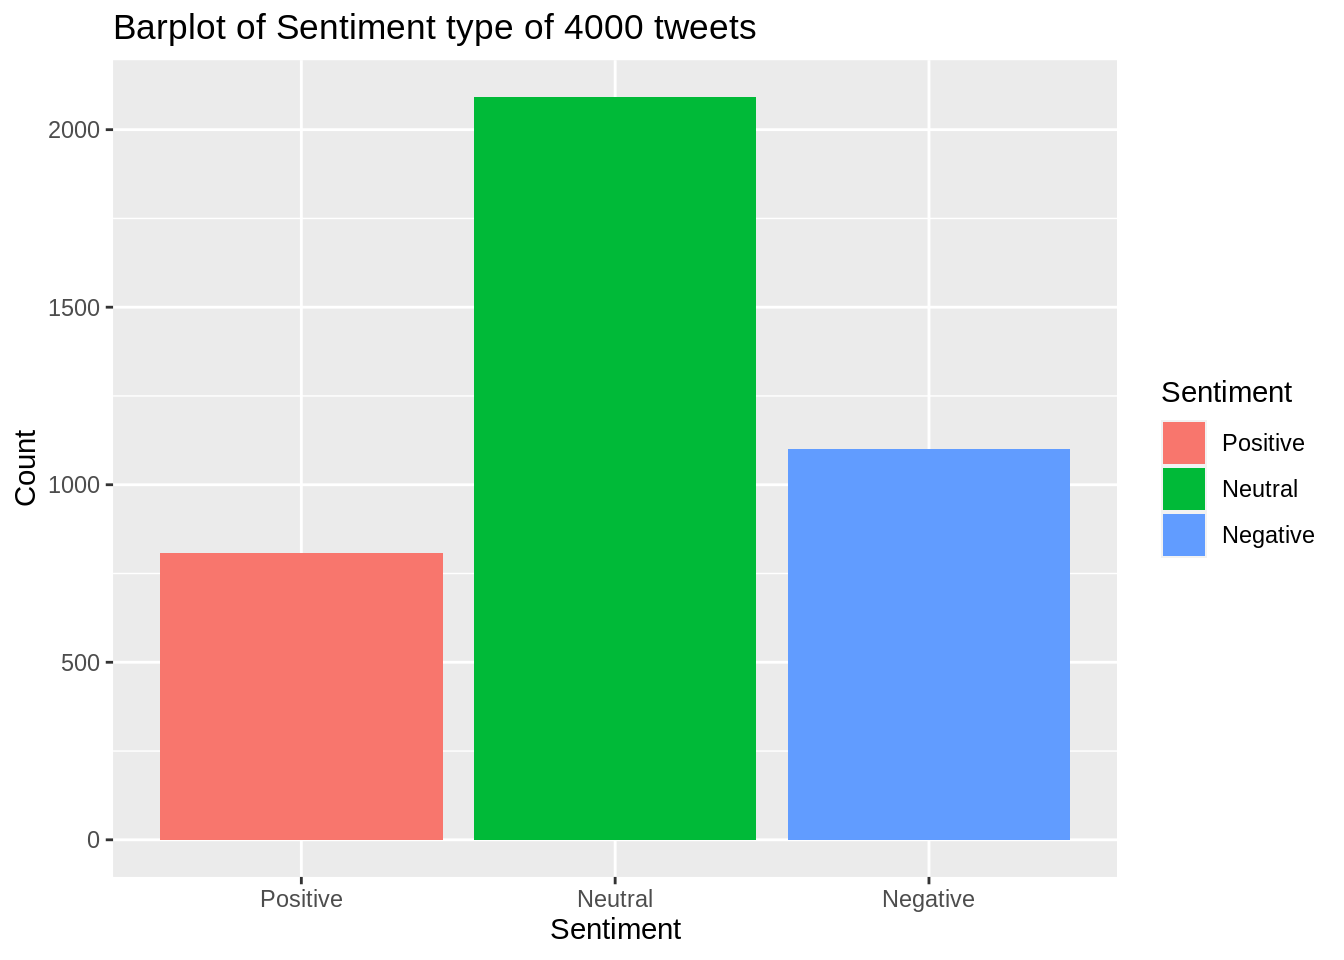 Barplot of Sentiment type of 4000 tweets
Count
2000
1500
1000
500
0
Positive Neutral Negative
Sentiment
Sentiment
Positive
Neutral
Negative